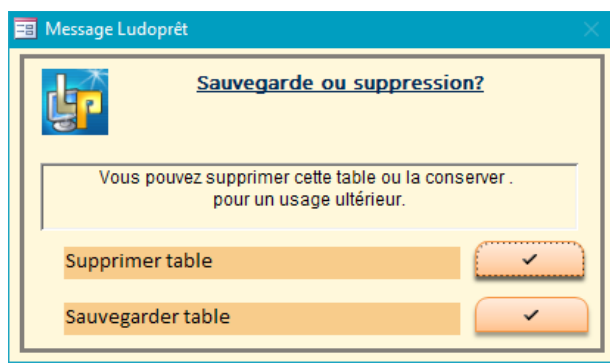 Message Ludoprêt
Sauvegarde ou suppression?
Vous pouvez supprimer cette table ou la conserver .
pour un usage ultérieur.
Supprimer table
Sauvegarder table